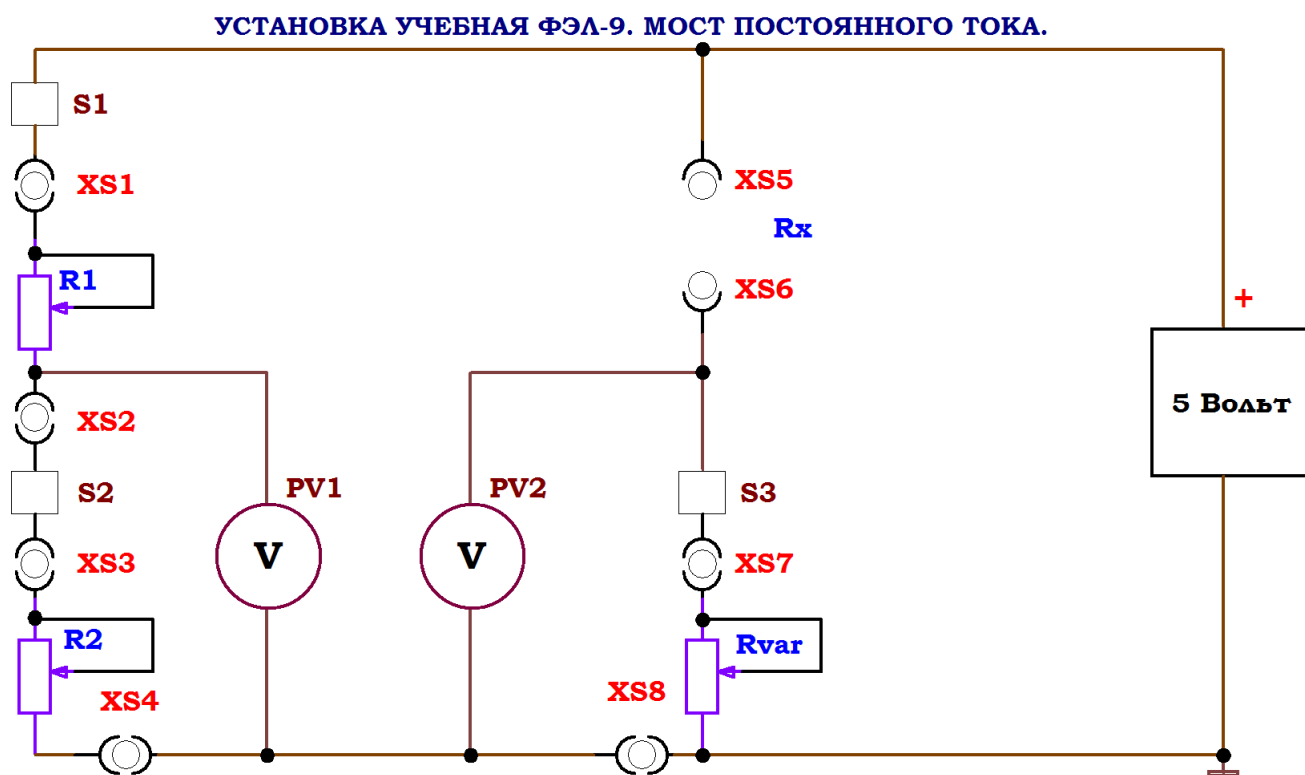 УСТАНОВКА УЧЕБНАЯ ФЭЛ-9. МОСТ ПОСТОЯННОГО ТОКА.
S1
XS1
XS5
Rx
R1
XS6
+
5 Вольт
XS2
PV1
PV2
S2
S3
V
V
XS3
XS7
R2
Rvar
XS4
XS8